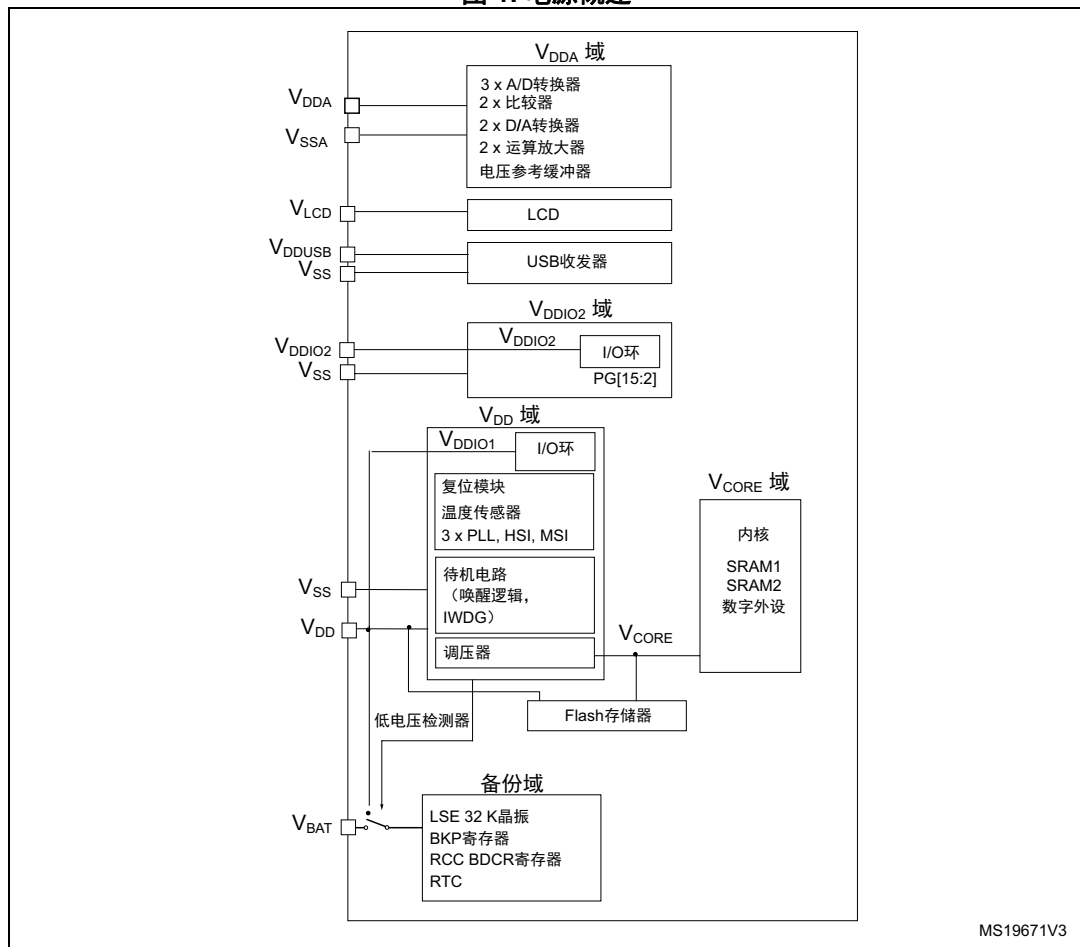 图 1. 电源概述
V_DDA 域
3 x A/D转换器
2 x 比较器
2 x D/A转换器
2 x 运算放大器
电压参考缓冲器
V_DDA
V_SSA
V_LCD
LCD
V_DDUSB
V_SS
USB收发器
V_DDIO2 域
V_DDIO2
V_DDIO2
V_SS
I/O环
PG[15:2]
V_DD 域
V_DDIO1
I/O环
复位模块
温度传感器
3 x PLL, HSI, MSI
V_SS
V_DD
待机电路
（唤醒逻辑,
IWDG）
调压器
V_CORE
V_CORE 域
内核
SRAM1
SRAM2
数字外设
Flash存储器
低电压检测器
备份域
V_BAT
LSE 32 K晶振
BKP寄存器
RCC BDCR寄存器
RTC
MS19671V3